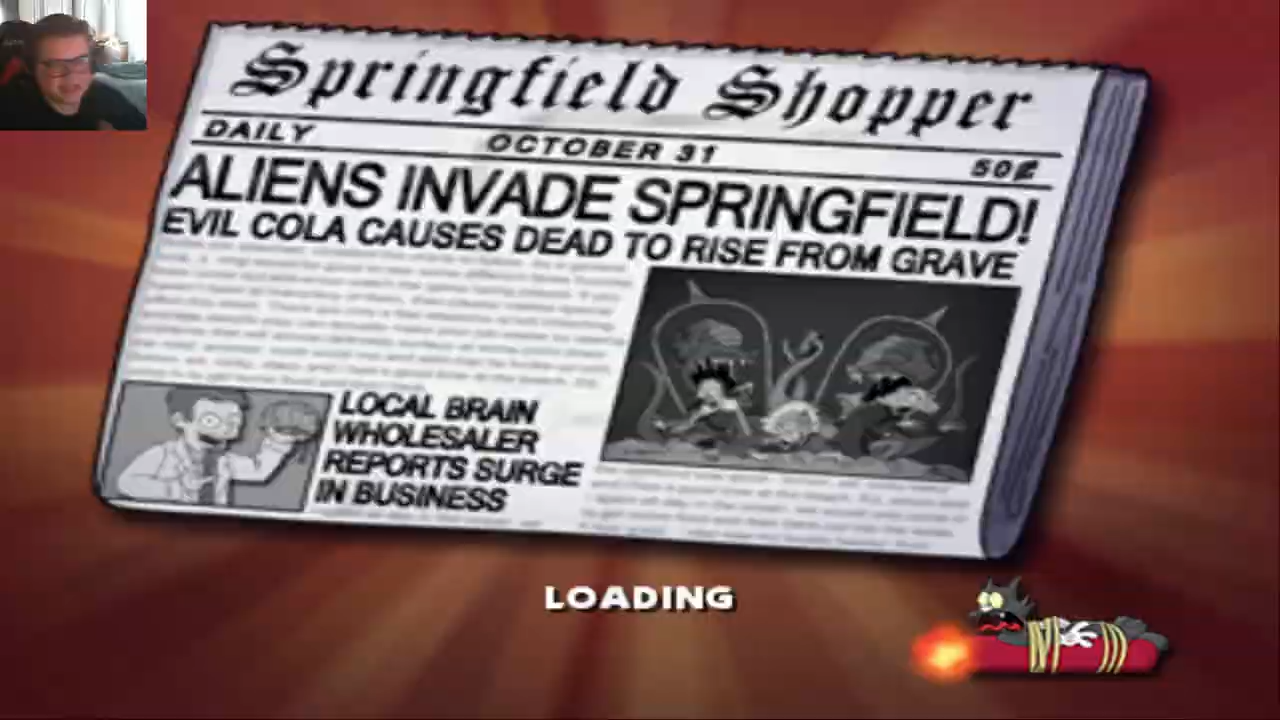 Springfield Shopper
DAILY OCTOBER 31 50¢
ALIENS INVADE SPRINGFIELD!
EVIL COLA CAUSES DEAD TO RISE FROM GRAVE
LOCAL BRAIN
WHOLESALER
REPORTS SURGE
IN BUSINESS
LOADING